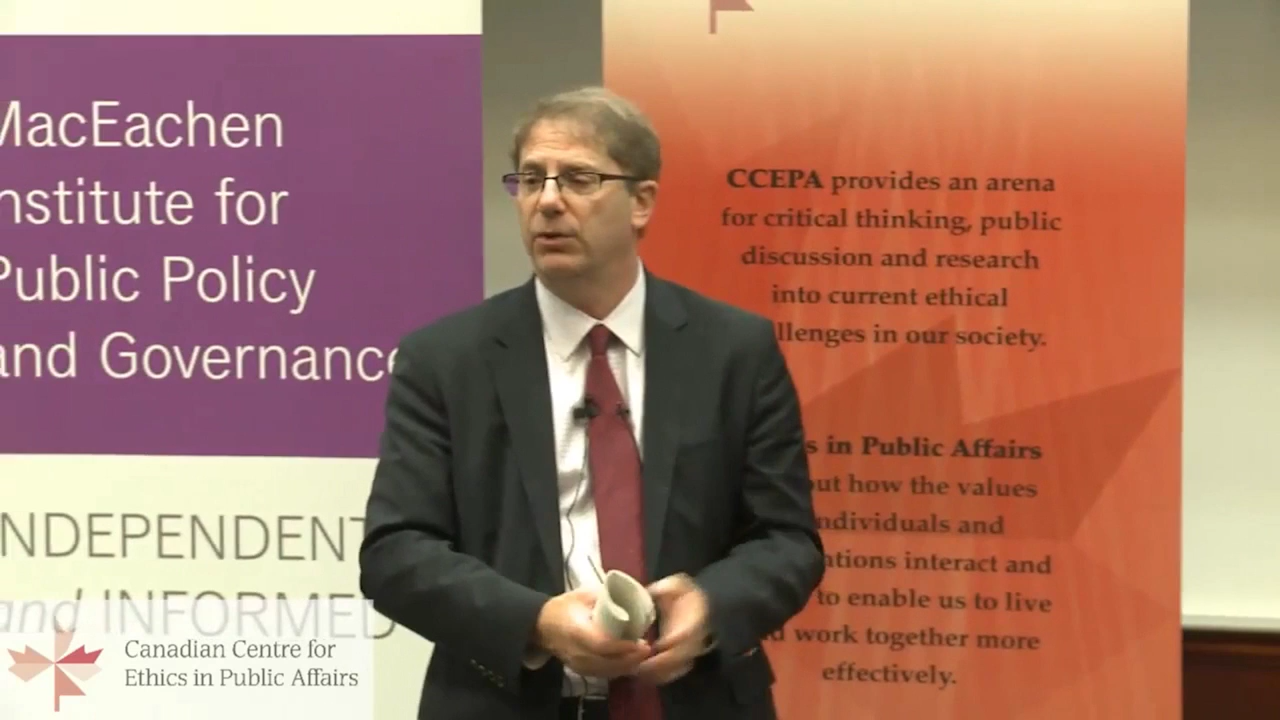 MacEachen
nstitute for
Public Policy
and Governance
NDEPENDENT
and INFORMED
CCEPA provides an arena
for critical thinking, public
discussion and research
into current ethical
llenges in our society.
s in Public Affairs
out how the values
ndividuals and
tions interact and
to enable us to live
d work together more
effectively.
Canadian Centre for
Ethics in Public Affairs